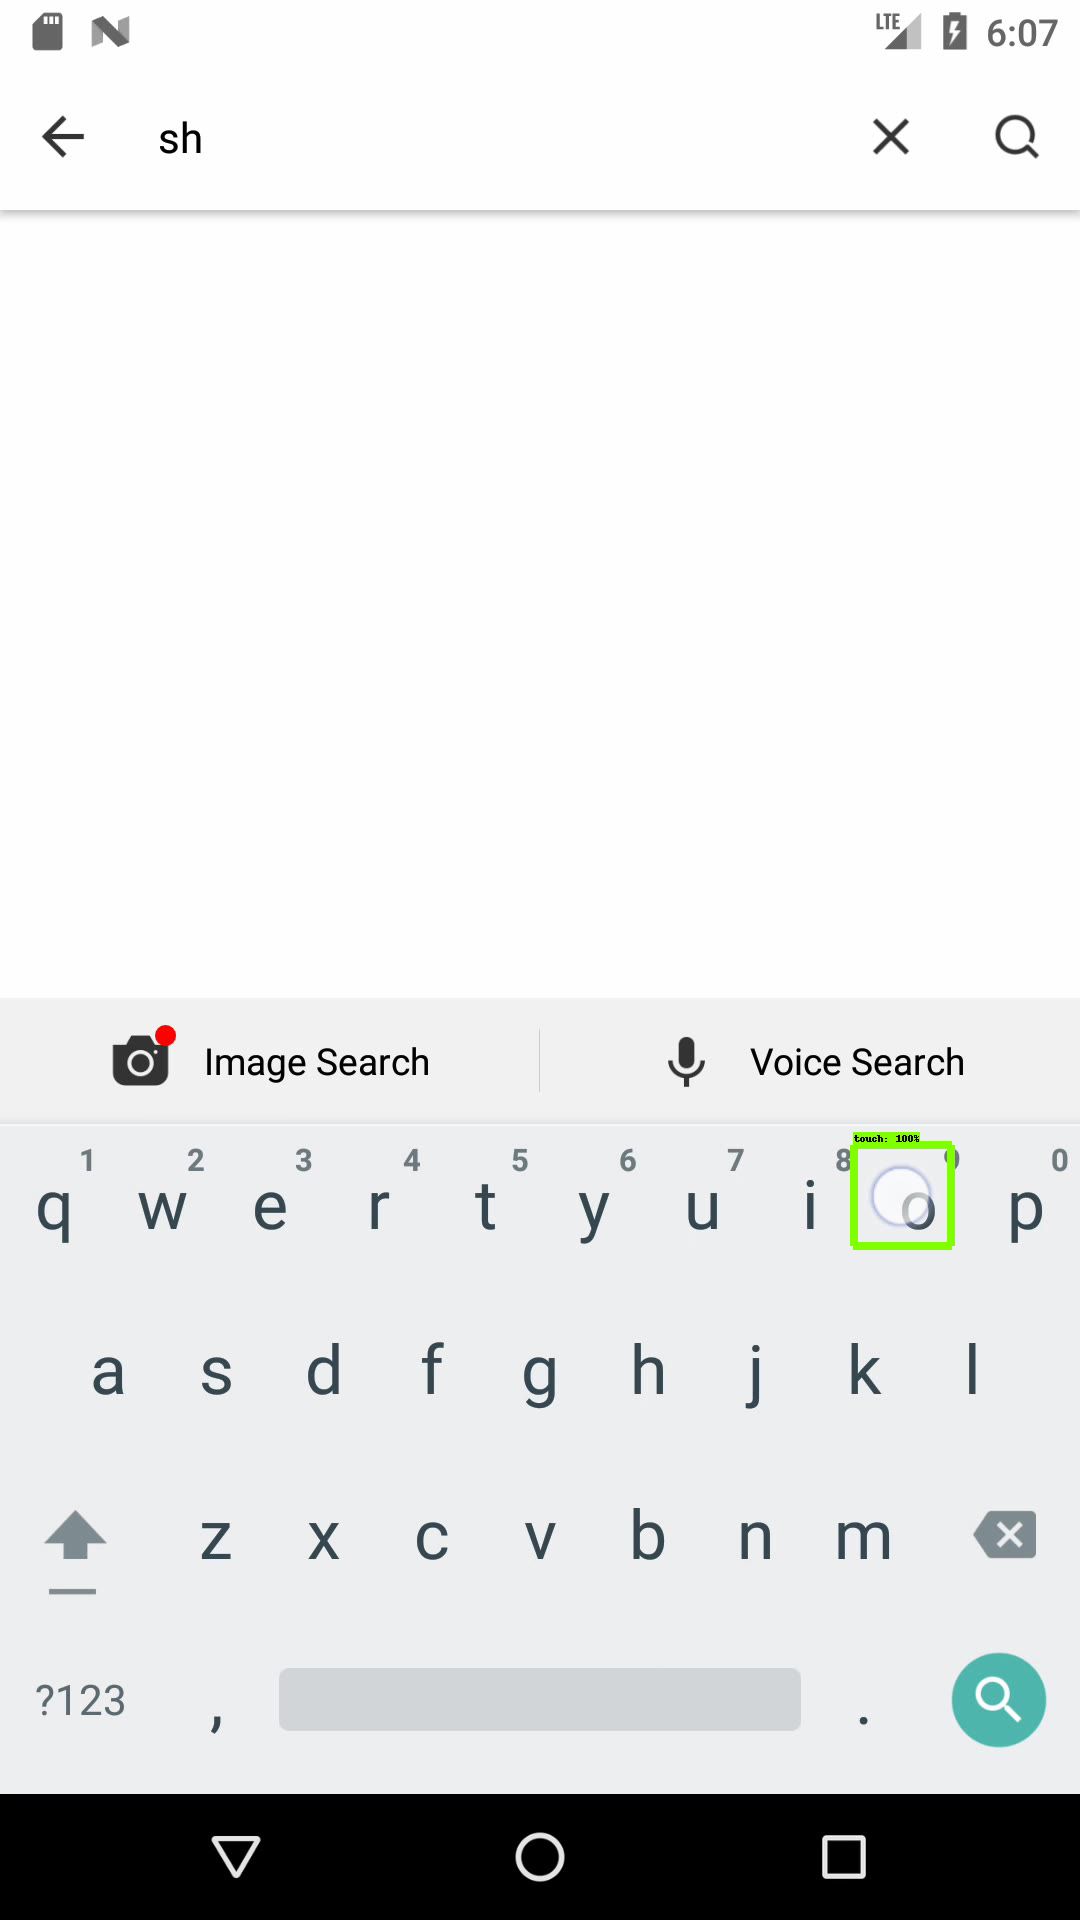 LTE 6:07
sh
Image Search Voice Search
touch: 100%
1 2 3 4 5 6 7 8 9 0
q w e r t y u i o p
a s d f g h j k l
z x c v b n m
?123 , .